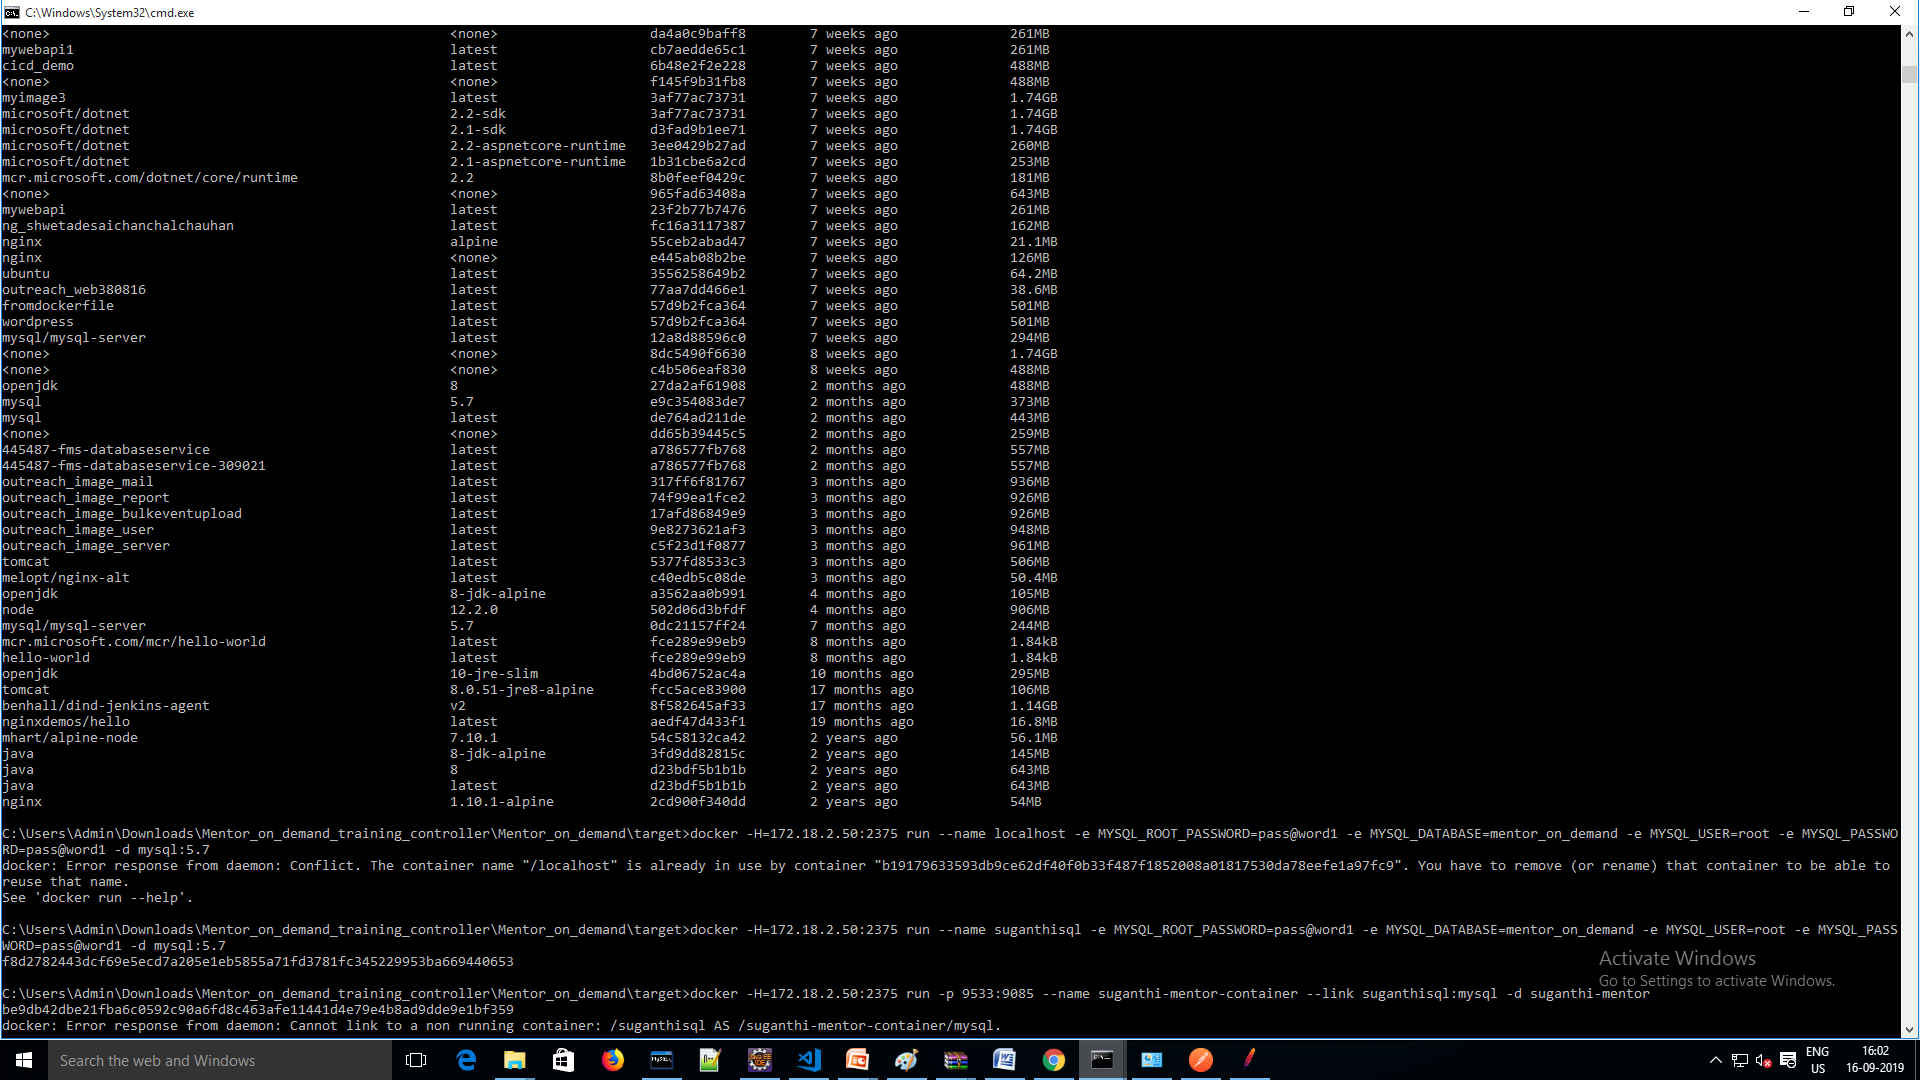 C:\Windows\System32\cmd.exe
<none> <none> da4a0c9baff8 7 weeks ago 261MB
mywebapi1 latest cb7aedde65c1 7 weeks ago 261MB
cicd_demo latest 6b48e2f2e228 7 weeks ago 488MB
<none> <none> f145f9b31fb8 7 weeks ago 488MB
myimage3 latest 3af77ac73731 7 weeks ago 1.74GB
microsoft/dotnet 2.2-sdk 3af77ac73731 7 weeks ago 1.74GB
microsoft/dotnet 2.1-sdk d3fad9b1ee71 7 weeks ago 1.74GB
microsoft/dotnet 2.2-aspnetcore-runtime 3ee0429b27ad 7 weeks ago 260MB
microsoft/dotnet 2.1-aspnetcore-runtime 1b31cbe6a2cd 7 weeks ago 253MB
mcr.microsoft.com/dotnet/core/runtime 2.2 8b0feef0429c 7 weeks ago 181MB
<none> <none> 965fad63408a 7 weeks ago 643MB
mywebapi latest 23f2b77b7476 7 weeks ago 261MB
ng_shwetadesaichanchalchauhan latest fc16a3117387 7 weeks ago 162MB
nginx alpine 55ceb2abad47 7 weeks ago 21.1MB
nginx <none> e445ab08b2be 7 weeks ago 126MB
ubuntu latest 3556258649b2 7 weeks ago 64.2MB
outreach_web380816 latest 77aa7dd466e1 7 weeks ago 38.6MB
fromdockerfile latest 57d9b2fca364 7 weeks ago 501MB
wordpress latest 57d9b2fca364 7 weeks ago 501MB
mysql/mysql-server latest 12a8d88596c0 7 weeks ago 294MB
<none> <none> 8dc5490f6630 8 weeks ago 1.74GB
<none> <none> c4b506eaf830 8 weeks ago 488MB
openjdk 8 27da2af61908 2 months ago 488MB
mysql 5.7 e9c354083de7 2 months ago 373MB
mysql latest de764ad211de 2 months ago 443MB
<none> <none> dd65b39445c5 2 months ago 259MB
445487-fms-databaseservice latest a786577fb768 2 months ago 557MB
445487-fms-databaseservice-309021 latest a786577fb768 2 months ago 557MB
outreach_image_mail latest 317ff6f81767 3 months ago 936MB
outreach_image_report latest 74f99ea1fce2 3 months ago 926MB
outreach_image_bulkeventupload latest 17afd86849e9 3 months ago 926MB
outreach_image_user latest 9e8273621af3 3 months ago 948MB
outreach_image_server latest c5f23d1f0877 3 months ago 961MB
tomcat latest 5377fd8533c3 3 months ago 506MB
melopt/nginx-alt latest c40edb5c08de 3 months ago 50.4MB
openjdk 8-jdk-alpine a3562aa0b991 4 months ago 105MB
node 12.2.0 502d06d3bfdf 4 months ago 906MB
mysql/mysql-server 5.7 0dc21157ff24 7 months ago 244MB
mcr.microsoft.com/mcr/hello-world latest fce289e99eb9 8 months ago 1.84kB
hello-world latest fce289e99eb9 8 months ago 1.84kB
openjdk 10-jre-slim 4bd06752ac4a 10 months ago 295MB
tomcat 8.0.51-jre8-alpine fcc5ace83900 17 months ago 106MB
benhall/dind-jenkins-agent v2 8f582645af33 17 months ago 1.14GB
nginxdemos/hello latest aedf47d433f1 19 months ago 16.8MB
mhart/alpine-node 7.10.1 54c58132ca42 2 years ago 56.1MB
java 8-jdk-alpine 3fd9dd82815c 2 years ago 145MB
java 8 d23bdf5b1b1b 2 years ago 643MB
java latest d23bdf5b1b1b 2 years ago 643MB
nginx 1.10.1-alpine 2cd900f340dd 2 years ago 54MB
C:\Users\Admin\Downloads\Mentor_on_demand_training_controller\Mentor_on_demand\target>docker -H=172.18.2.50:2375 run --name localhost -e MYSQL_ROOT_PASSWORD=pass@word1 -e MYSQL_DATABASE=mentor_on_demand -e MYSQL_USER=root -e MYSQL_PASSWO
RD=pass@word1 -d mysql:5.7
docker: Error response from daemon: Conflict. The container name "/localhost" is already in use by container "b19179633593db9ce62df40f0b33f487f1852008a01817530da78eefe1a97fc9". You have to remove (or rename) that container to be able to
reuse that name.
See 'docker run --help'.
C:\Users\Admin\Downloads\Mentor_on_demand_training_controller\Mentor_on_demand\target>docker -H=172.18.2.50:2375 run --name suganthisql -e MYSQL_ROOT_PASSWORD=pass@word1 -e MYSQL_DATABASE=mentor_on_demand -e MYSQL_USER=root -e MYSQL_PASS
WORD=pass@word1 -d mysql:5.7
f8d2782443dcf69e5ecd7a205e1eb5855a71fd3781fc345229953ba669440653
Activate Windows
Go to Settings to activate Windows.
C:\Users\Admin\Downloads\Mentor_on_demand_training_controller\Mentor_on_demand\target>docker -H=172.18.2.50:2375 run -p 9533:9085 --name suganthi-mentor-container --link suganthisql:mysql -d suganthi-mentor
be9db42dbe21fba6c0592c90a6fd8c463afe11441d4e79e4b8ad9dde9e1bf359
docker: Error response from daemon: Cannot link to a non running container: /suganthisql AS /suganthi-mentor-container/mysql.
Search the web and Windows
ENG
US
16:02
16-09-2019